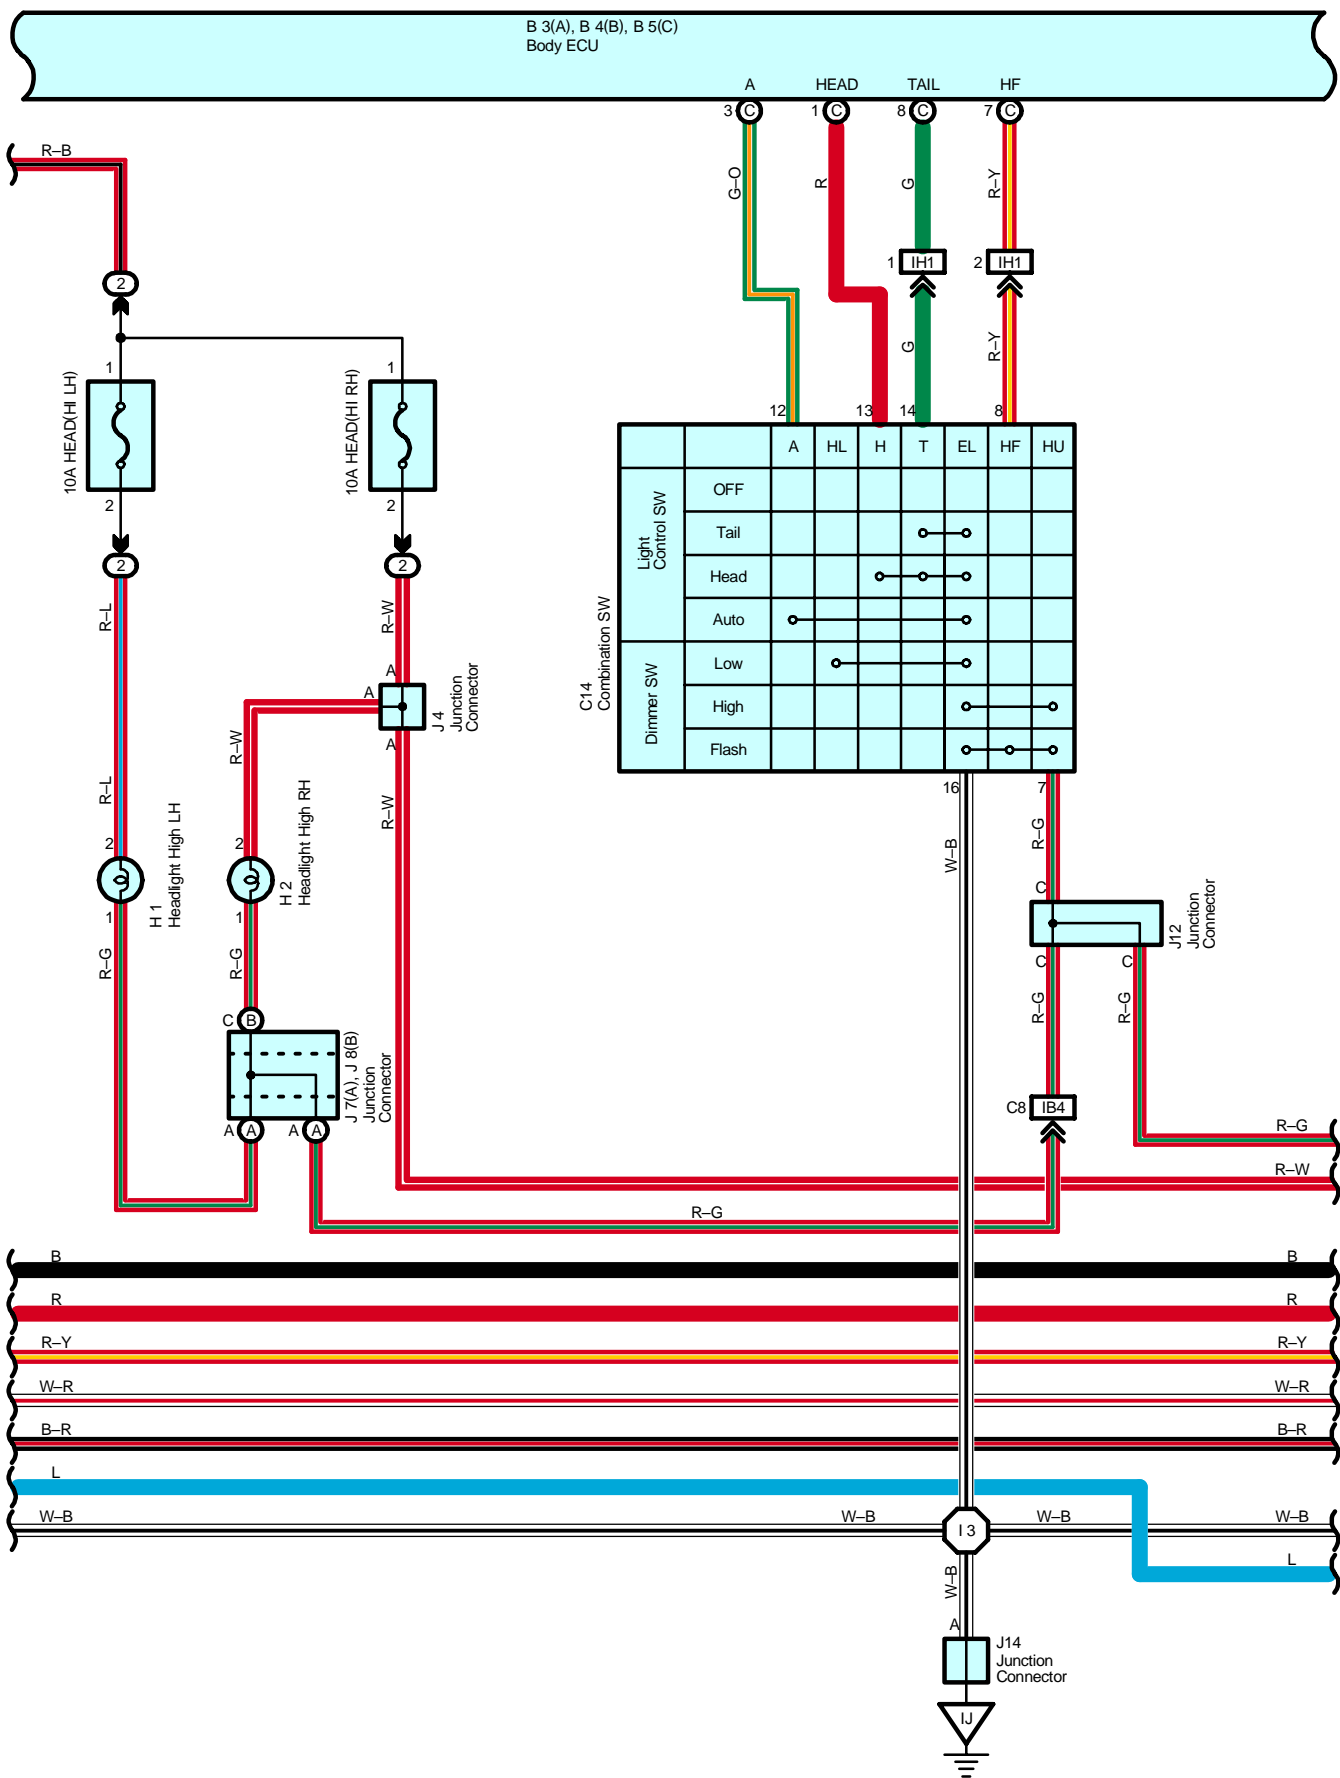 B 3(A), B 4(B), B 5(C)
Body ECU
A
HEAD
TAIL
HF
3 C
1 C
8 C
7 C
R–B
G–O
R
G
R–Y
2
1 IH1
2 IH1
G
R–Y
1
1
10A HEAD(HI LH)
10A HEAD(HI RH)
2
2
2
2
12
13
14
8
A
HL
H
T
EL
HF
HU
Light
Control SW
OFF
Tail
Head
Auto
Dimmer SW
Low
High
Flash
C14
Combination SW
R–L
R–W
A
A
J 4
Junction
Connector
A
R–W
R–L
R–W
16
7
W–B
R–G
2
H 1
Headlight High LH
2
H 2
Headlight High RH
1
1
R–G
R–G
C
J12
Junction
Connector
C
C
R–G
R–G
C B
J 7(A), J 8(B)
Junction
Connector
A A
A A
C8 IB4
R–G
R–W
R–G
B
B
R
R
R–Y
R–Y
W–R
W–R
B–R
B–R
L
W–B
W–B
W–B
W–B
I 3
L
W–B
A
J14
Junction
Connector
IJ